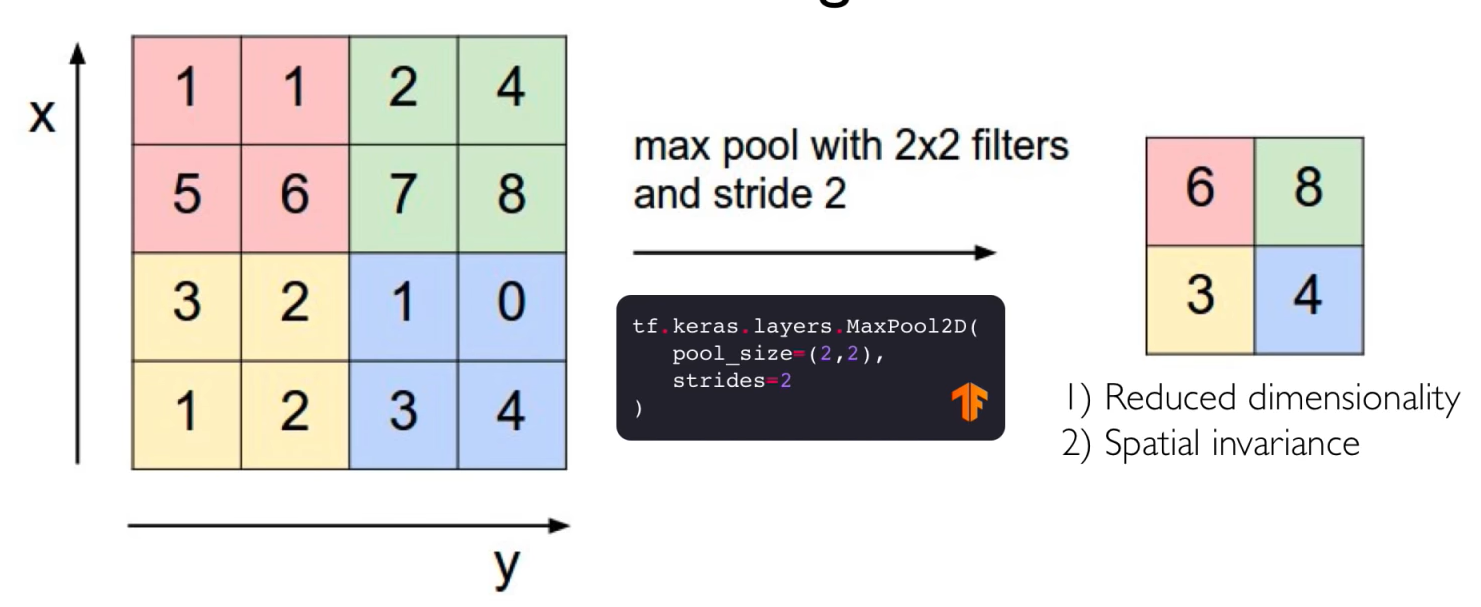 x
1 1 2 4
5 6 7 8
3 2 1 0
1 2 3 4
y
max pool with 2x2 filters
and stride 2
tf.keras.layers.MaxPool2D(
pool_size=(2,2),
strides=2
)
6 8
3 4
1) Reduced dimensionality
2) Spatial invariance